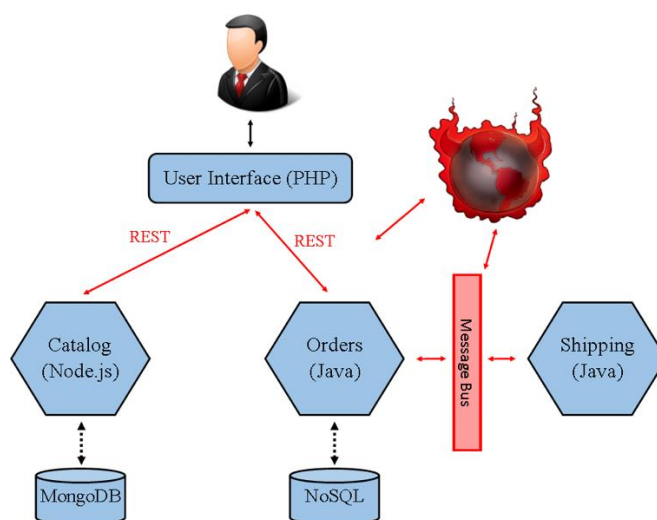 User Interface (PHP)
REST
REST
Catalog
(Node.js)
Orders
(Java)
Message Bus
Shipping
(Java)
MongoDB
NoSQL